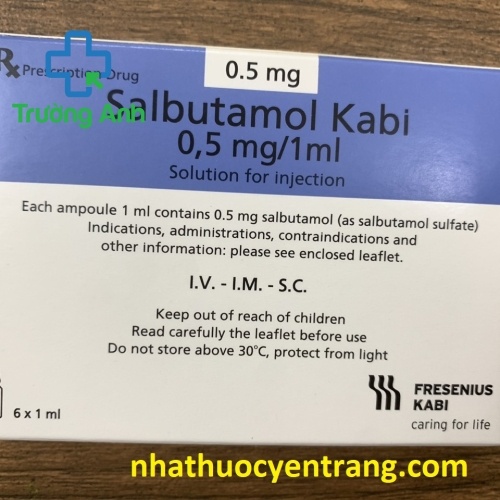 Rx Prescription Drug
0.5 mg
Trường Anh
Salbutamol Kabi
0,5 mg/1ml
Solution for injection
Each ampoule 1 ml contains 0.5 mg salbutamol (as salbutamol sulfate)
Indications, administrations, contraindications and
other information: please see enclosed leaflet.
I.V. - I.M. - S.C.
Keep out of reach of children
Read carefully the leaflet before use
Do not store above 30°C, protect from light
6 x 1 ml
FRESENIUS
KABI
caring for life
nhathuocyentrang.com